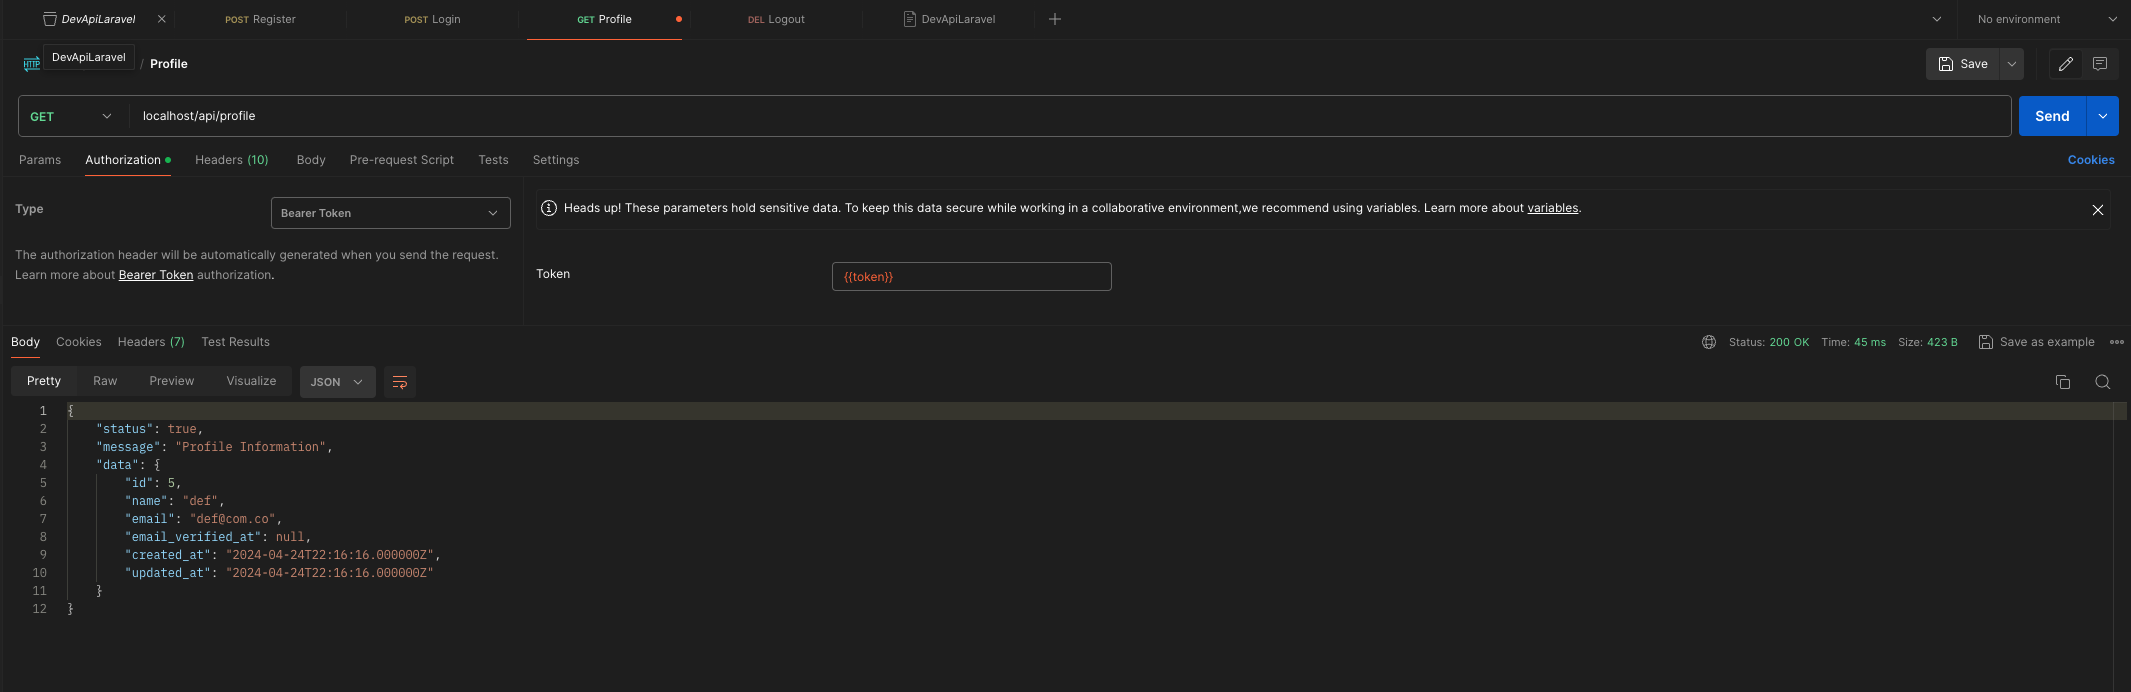 DevApiLaravel
POST Register
POST Login
GET Profile
DEL Logout
DevApiLaravel
No environment
HTTP
DevApiLaravel
/ Profile
Save
GET
localhost/api/profile
Send
Params
Authorization
Headers (10)
Body
Pre-request Script
Tests
Settings
Cookies
Type
Bearer Token
The authorization header will be automatically generated when you send the request.
Learn more about Bearer Token authorization.
Heads up! These parameters hold sensitive data. To keep this data secure while working in a collaborative environment,we recommend using variables. Learn more about variables.
Token
{{token}}
Body
Cookies
Headers (7)
Test Results
Status: 200 OK
Time: 45 ms
Size: 423 B
Save as example
Pretty
Raw
Preview
Visualize
JSON
1 {
2 "status": true,
3 "message": "Profile Information",
4 "data": {
5 "id": 5,
6 "name": "def",
7 "email": "def@com.co",
8 "email_verified_at": null,
9 "created_at": "2024-04-24T22:16:16.000000Z",
10 "updated_at": "2024-04-24T22:16:16.000000Z"
11 }
12 }